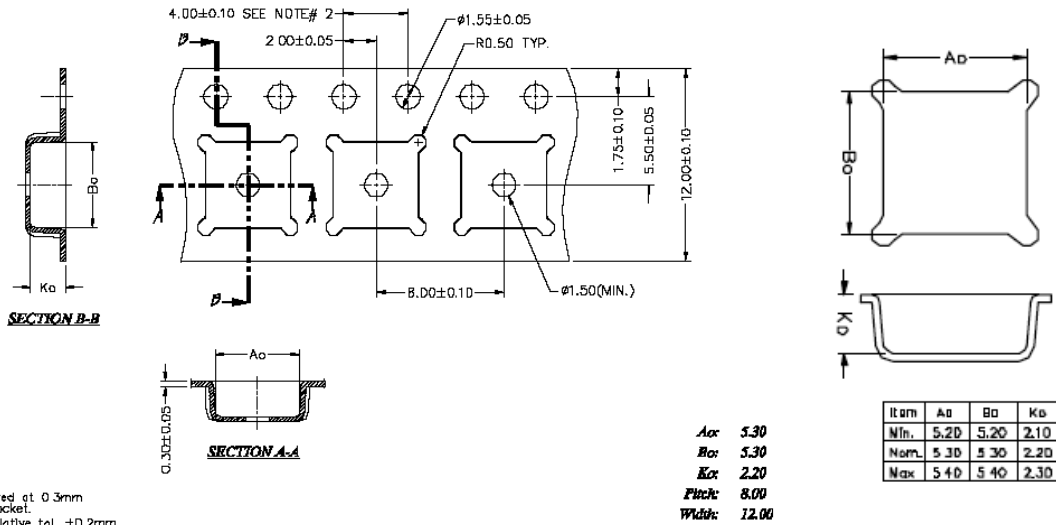 4.00±0.10 SEE NOTE# 2
B
2.00±0.05
ø1.55±0.05
R0.50 TYP.
1.75±0.10
5.50±0.05
12.00±0.10
Bo
Ko
A
A
B
8.00±0.10
ø1.50(MIN.)
SECTION B-B
Ao
0.30±0.05
SECTION A-A
Ao: 5.30
Bo: 5.30
Ko: 2.20
Pitch: 8.00
Width: 12.00
Ao
Bo
Ko
Item Ao Bo Ko
Min. 5.20 5.20 2.10
Nom. 5.30 5.30 2.20
Max 5.40 5.40 2.30
at 0.3mm
tol. ±0.2mm